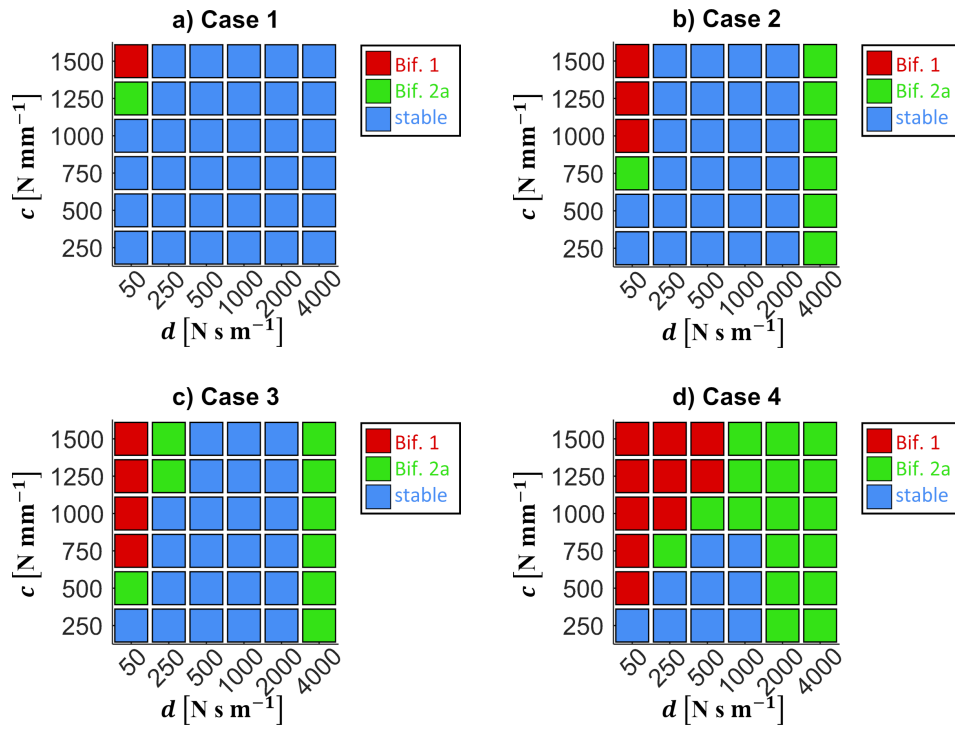 a) Case 1
c [N mm⁻¹]
1500
1250
1000
750
500
250
50 250 500 1000 2000 4000
d [N s m⁻¹]
Bif. 1
Bif. 2a
stable
b) Case 2
c [N mm⁻¹]
1500
1250
1000
750
500
250
50 250 500 1000 2000 4000
d [N s m⁻¹]
Bif. 1
Bif. 2a
stable
c) Case 3
c [N mm⁻¹]
1500
1250
1000
750
500
250
50 250 500 1000 2000 4000
d [N s m⁻¹]
Bif. 1
Bif. 2a
stable
d) Case 4
c [N mm⁻¹]
1500
1250
1000
750
500
250
50 250 500 1000 2000 4000
d [N s m⁻¹]
Bif. 1
Bif. 2a
stable